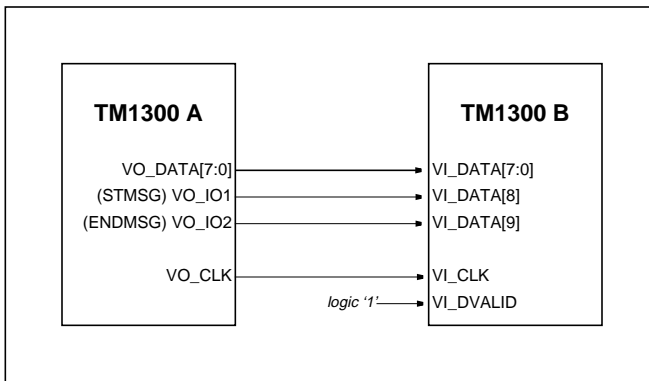 TM1300 A TM1300 B
VO_DATA[7:0] VI_DATA[7:0]
(STMSG) VO_IO1 VI_DATA[8]
(ENDMSG) VO_IO2 VI_DATA[9]
VO_CLK VI_CLK
logic ‘1’ VI_DVALID